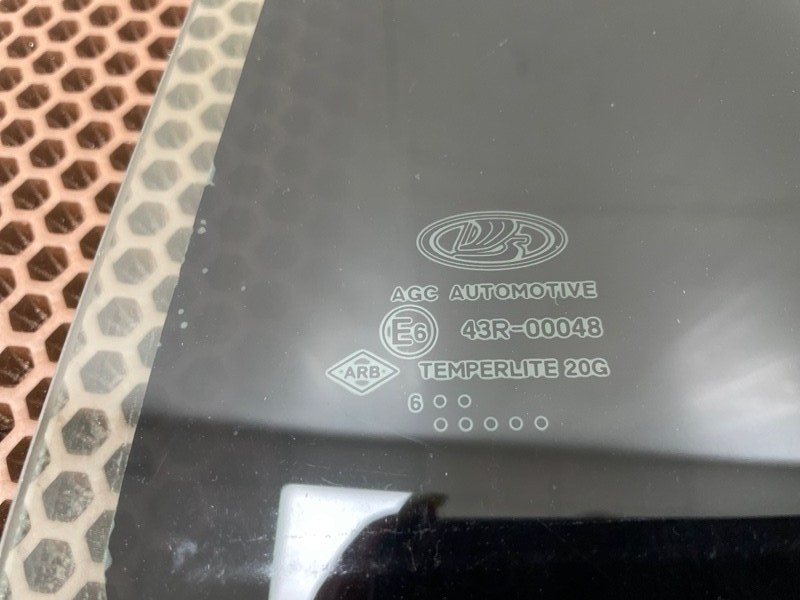 AGC AUTOMOTIVE
E6 43R-00048
ARB TEMPERLITE 20G
6